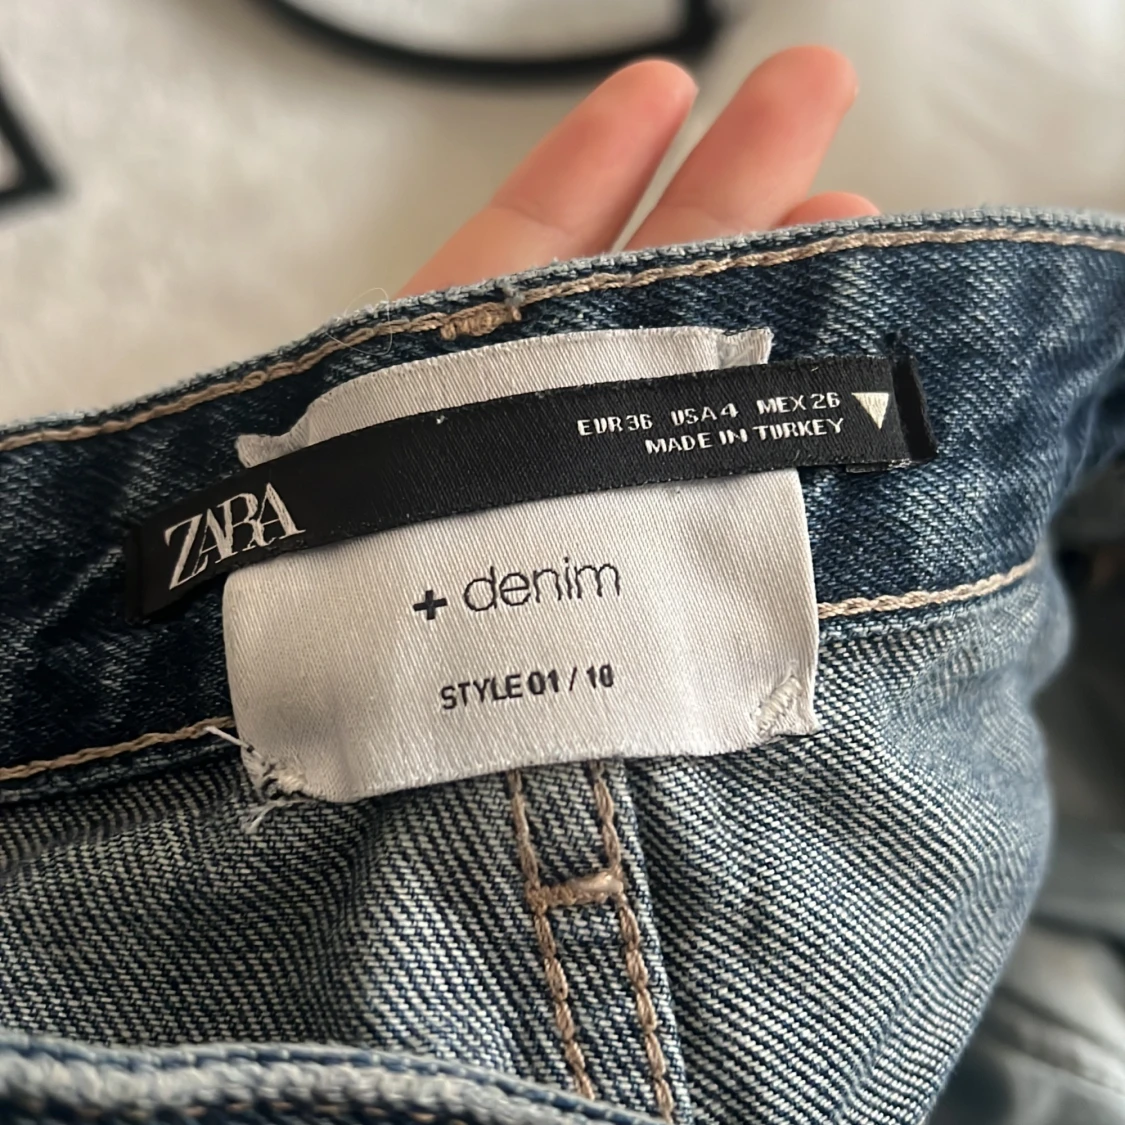 EUR 36 USA 4 MEX 26
MADE IN TURKEY
ZARA
+ denim
STYLE 01 / 10